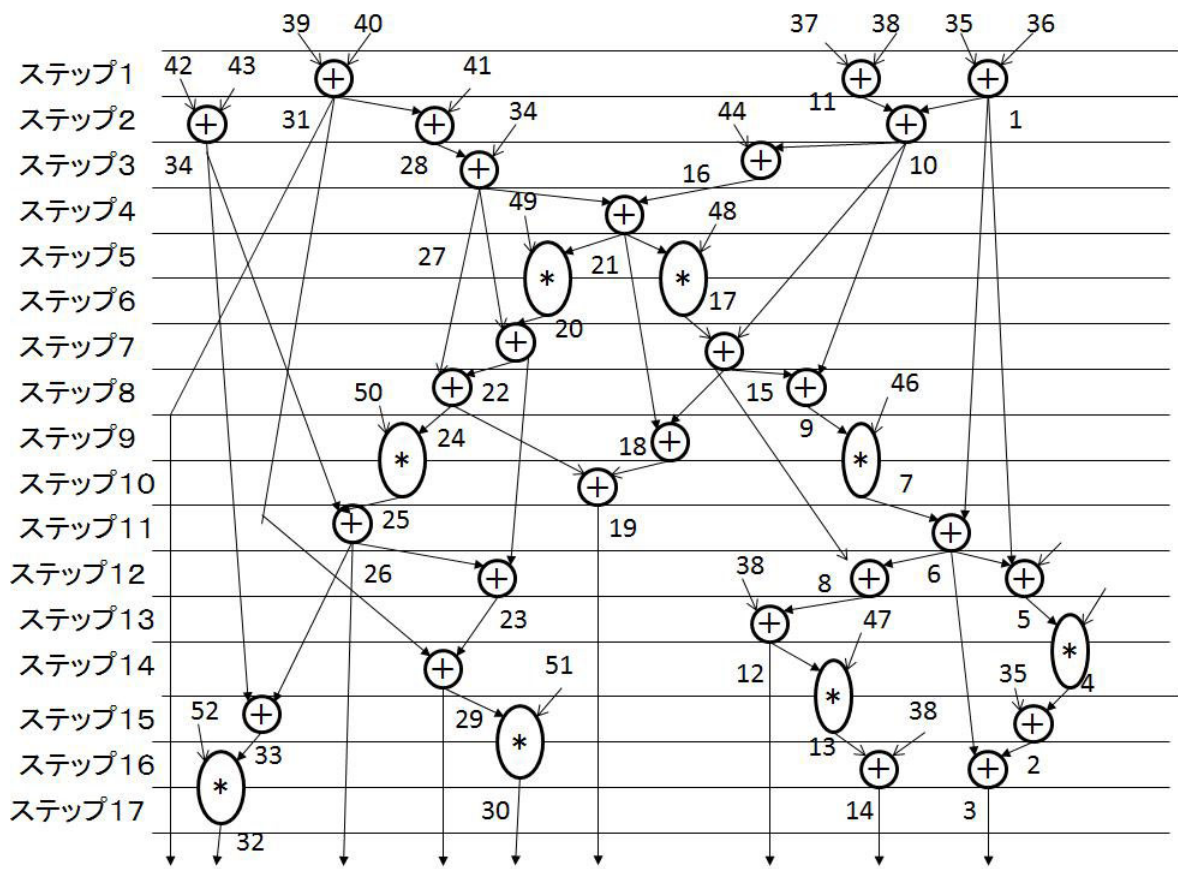 39 40 37 38 35 36
ステップ1 42 43 + 41 + +
ステップ2 + 31 + 34 44 11 + 1
ステップ3 34 28 + 16 + 10
ステップ4 49 + 48
ステップ5 27 * 21 *
ステップ6 20 17
ステップ7 + +
ステップ8 50 + 22 15 + 46
ステップ9 * 24 18 + 9 *
ステップ10 + 7
ステップ11 + 25 19 +
ステップ12 26 + 38 8 + 6 +
ステップ13 23 + 47 5 *
ステップ14 + 51 12 * 35 4
ステップ15 52 + 29 * 38 +
ステップ16 * 33 13 + + 2
ステップ17 30 14 3
32